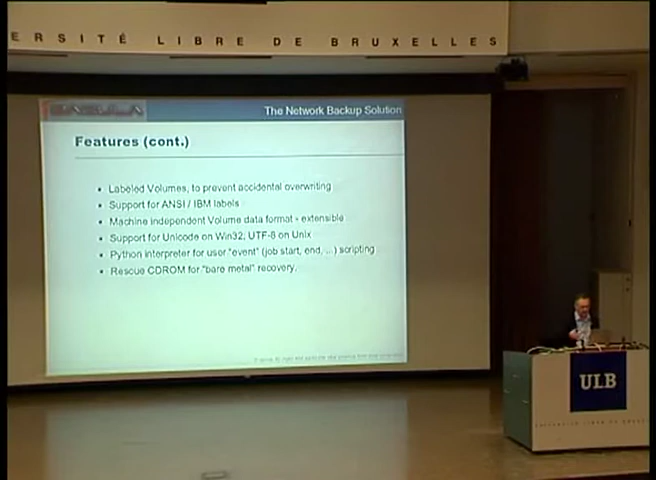 ERSITÉ LIBRE DE BRUXELLES
The Network Backup Solution
Features (cont.)
• Labeled Volumes, to prevent accidental overwriting
• Support for ANSI / IBM labels
• Machine independent Volume data format - extensible
• Support for Unicode on Win32, UTF-8 on Unix
• Python interpreter for user "event" (job start, end, ...) scripting
• Rescue CDROM for "bare metal" recovery.
ULB